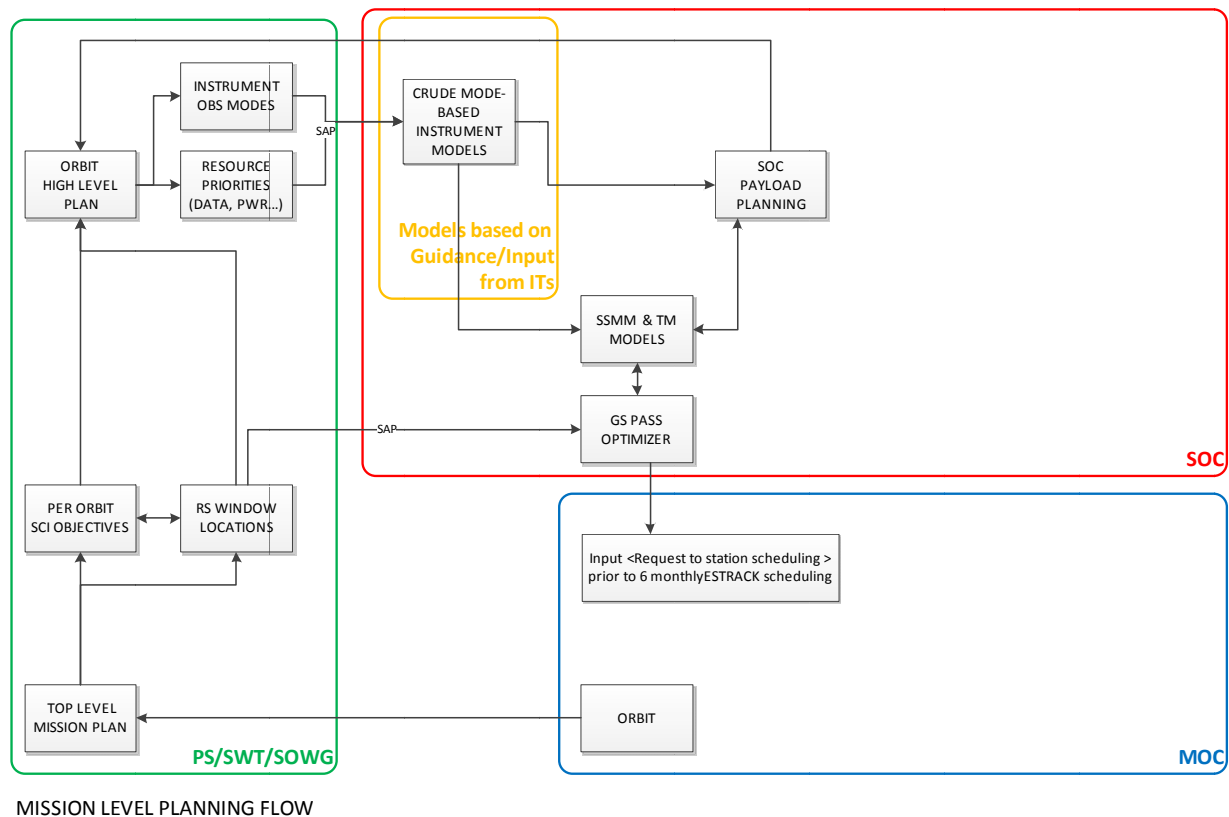 INSTRUMENT
OBS MODES
SAP
CRUDE MODE-
BASED
INSTRUMENT
MODELS
ORBIT
HIGH LEVEL
PLAN
RESOURCE
PRIORITIES
(DATA, PWR...)
SOC
PAYLOAD
PLANNING
Models based on
Guidance/Input
from ITs
SSMM & TM
MODELS
SAP
GS PASS
OPTIMIZER
SOC
PER ORBIT
SCI OBJECTIVES
RS WINDOW
LOCATIONS
Input <Request to station scheduling >
prior to 6 monthlyESTRACK scheduling
TOP LEVEL
MISSION PLAN
ORBIT
PS/SWT/SOWG
MOC
MISSION LEVEL PLANNING FLOW